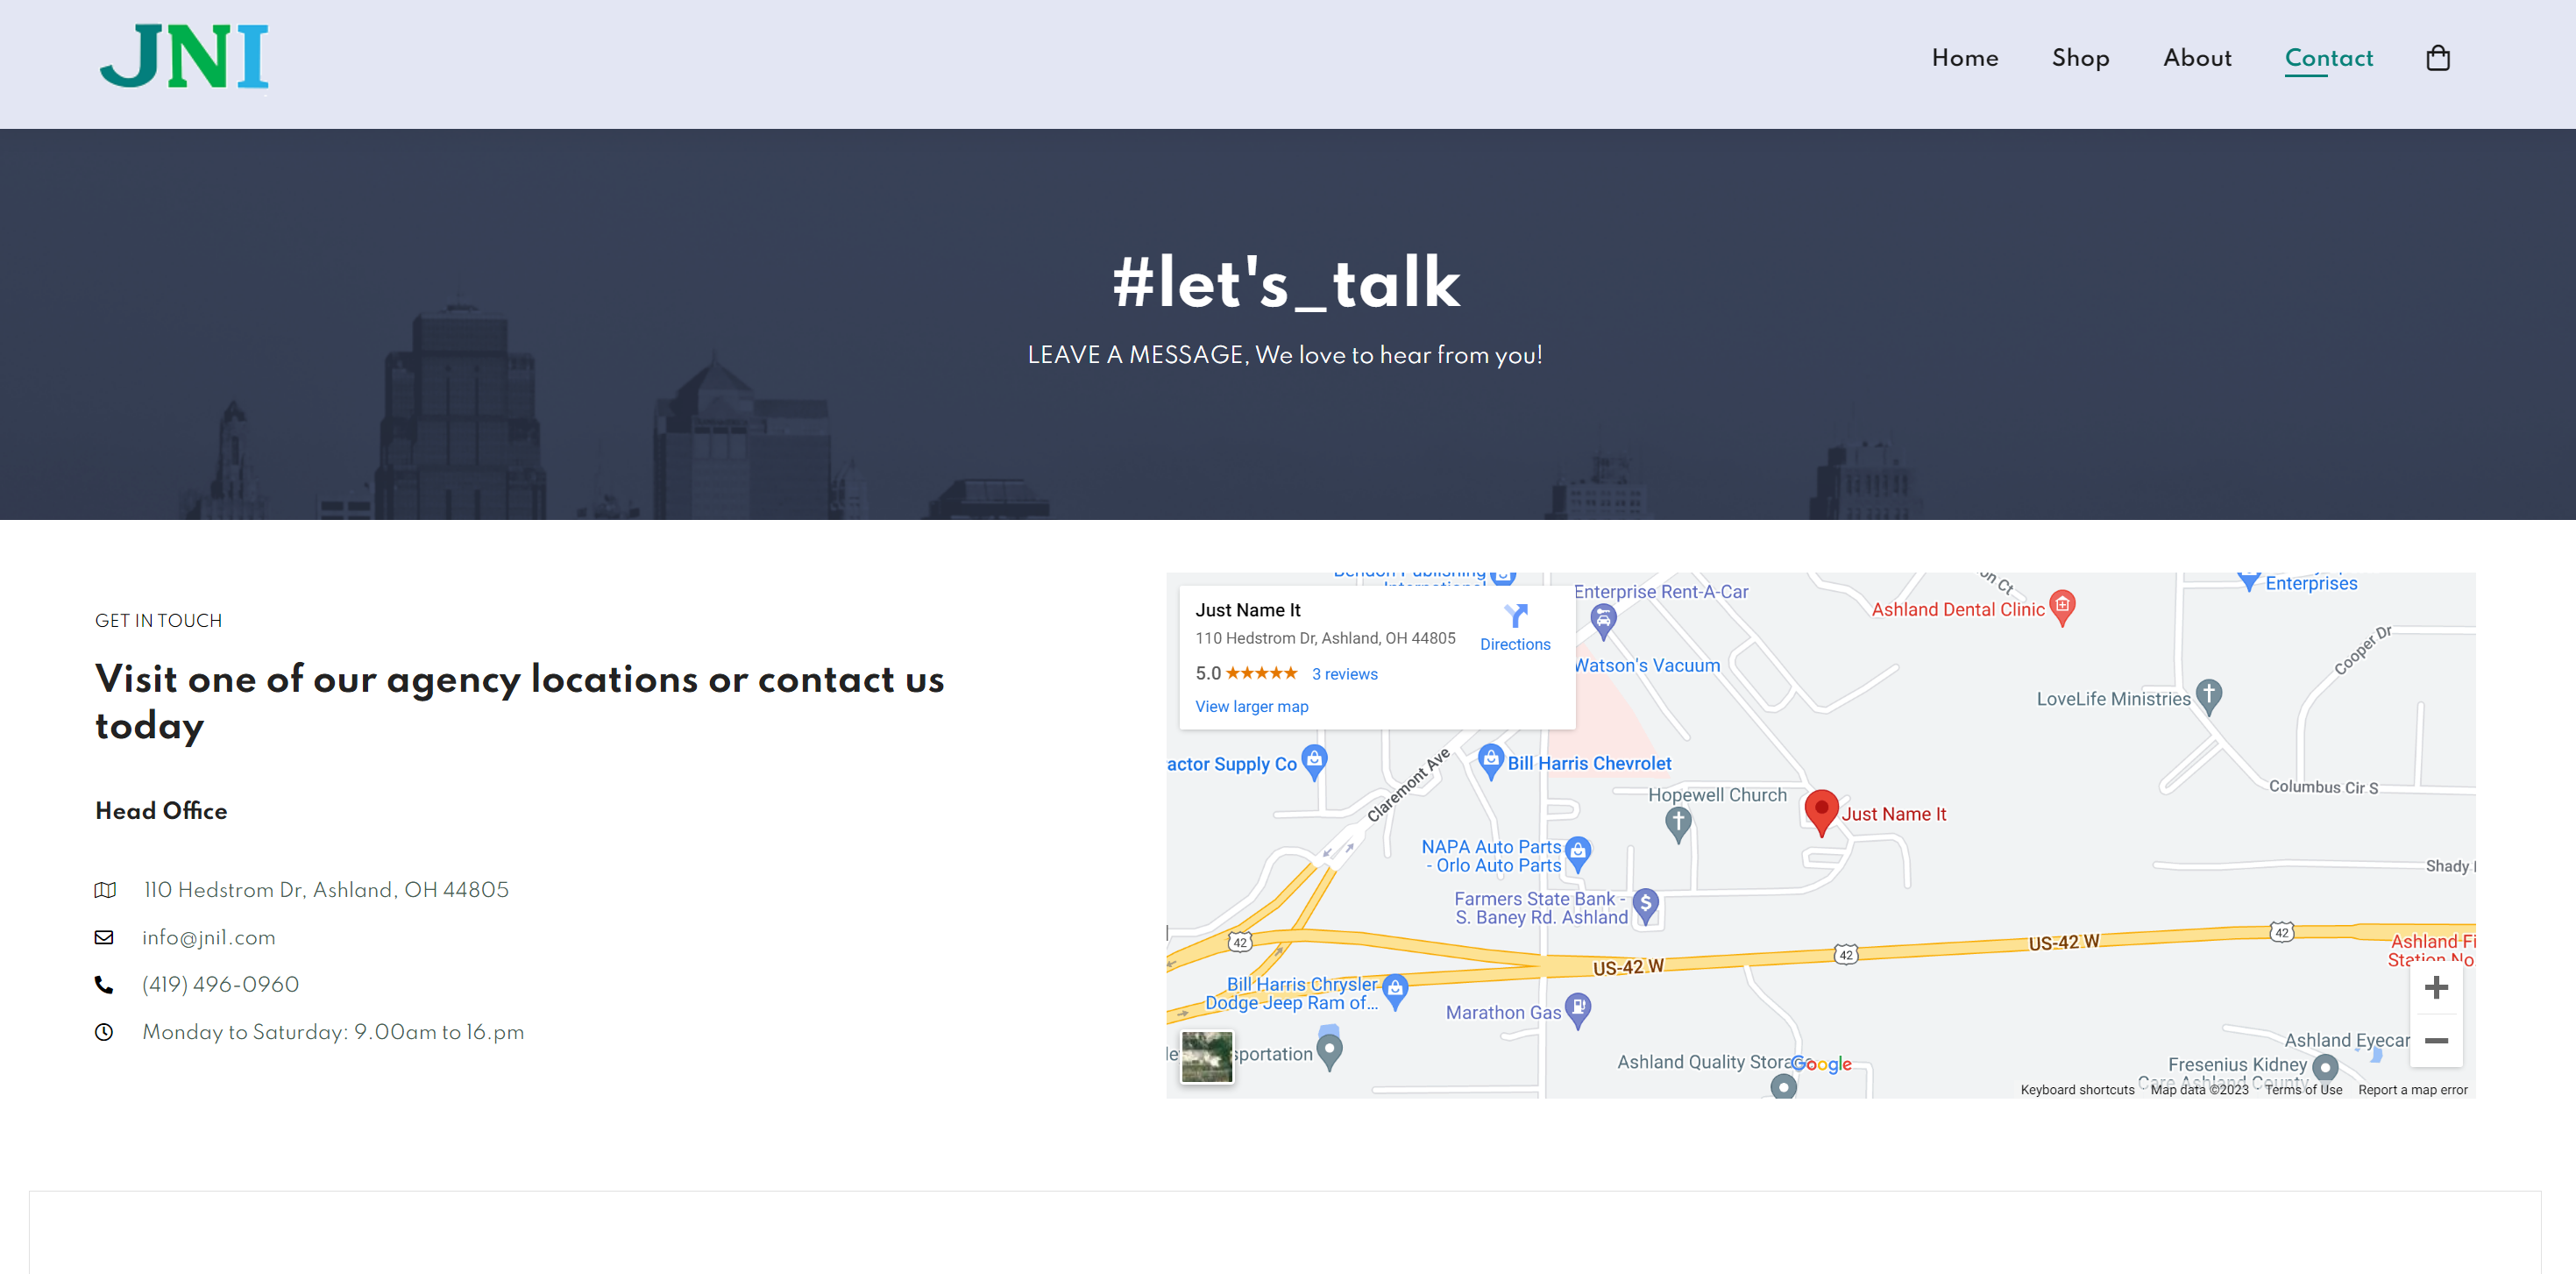 JNI
Home Shop About Contact
#let's_talk
LEAVE A MESSAGE, We love to hear from you!
GET IN TOUCH
Visit one of our agency locations or contact us
today
Head Office
110 Hedstrom Dr, Ashland, OH 44805
info@jni1.com
(419) 496-0960
Monday to Saturday: 9.00am to 16.pm
Just Name It
110 Hedstrom Dr, Ashland, OH 44805
Directions
5.0 3 reviews
View larger map
Enterprise Rent-A-Car
Watson's Vacuum
Ashland Dental Clinic
Enterprises
Cooper Dr
LoveLife Ministries
actor Supply Co
Claremont Ave
Bill Harris Chevrolet
Hopewell Church
Just Name It
Columbus Cir S
NAPA Auto Parts
- Orlo Auto Parts
Shady
Farmers State Bank -
S. Baney Rd. Ashland
42
42
42
US-42 W
US-42 W
Ashland Fi
Station No
Bill Harris Chrysler
Dodge Jeep Ram of...
Marathon Gas
sportation
Ashland Quality Stora
Google
Ashland Eyecar
Fresenius Kidney
Care Ashland County
Keyboard shortcuts Map data ©2023 Terms of Use Report a map error